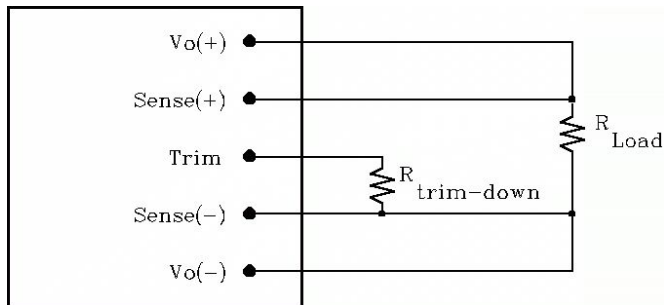 Vo(+)
Sense(+)
R
Load
Trim
R
trim-down
Sense(-)
Vo(-)